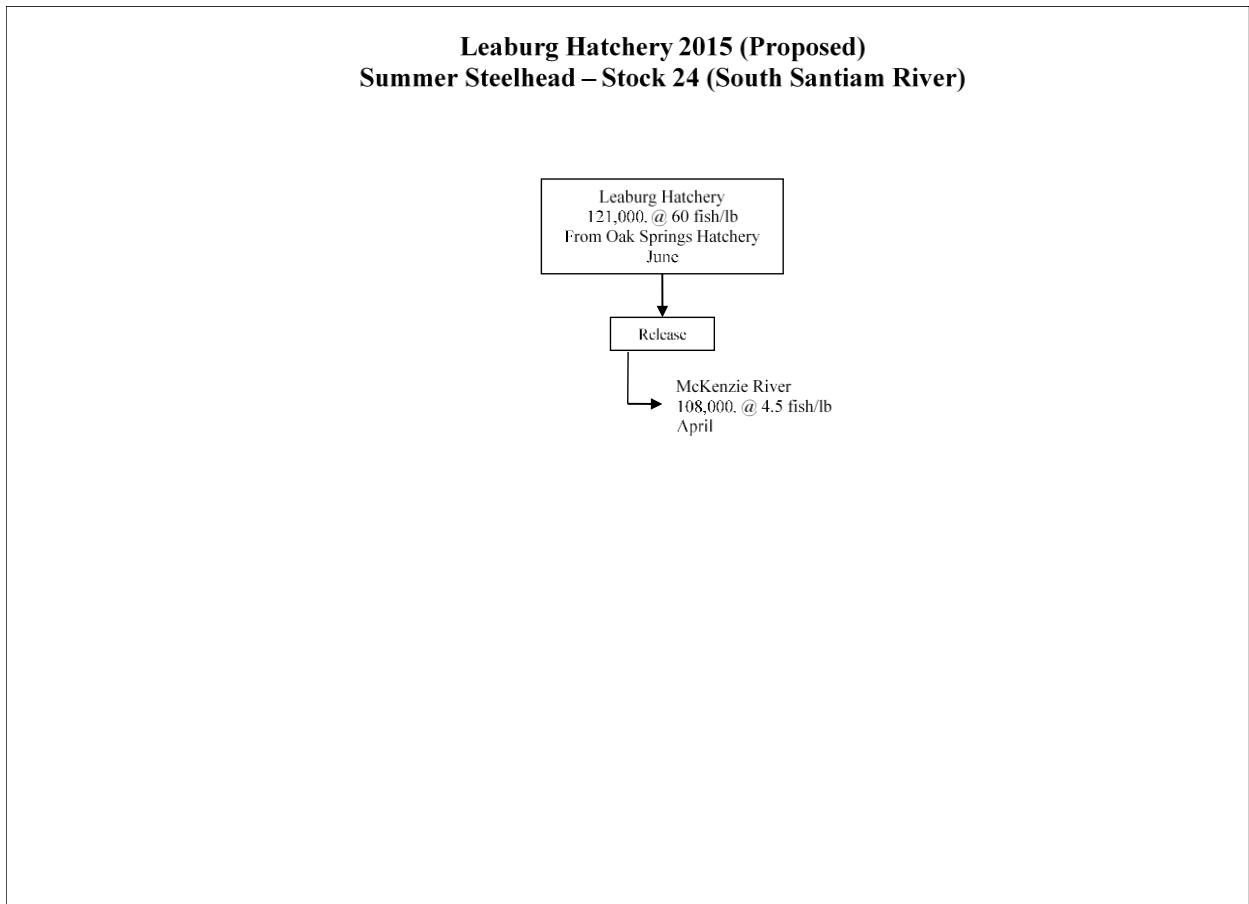 Leaburg Hatchery 2015 (Proposed)
Summer Steelhead – Stock 24 (South Santiam River)
Leaburg Hatchery
121,000. @ 60 fish/lb
From Oak Springs Hatchery
June
Release
McKenzie River
108,000. @ 4.5 fish/lb
April